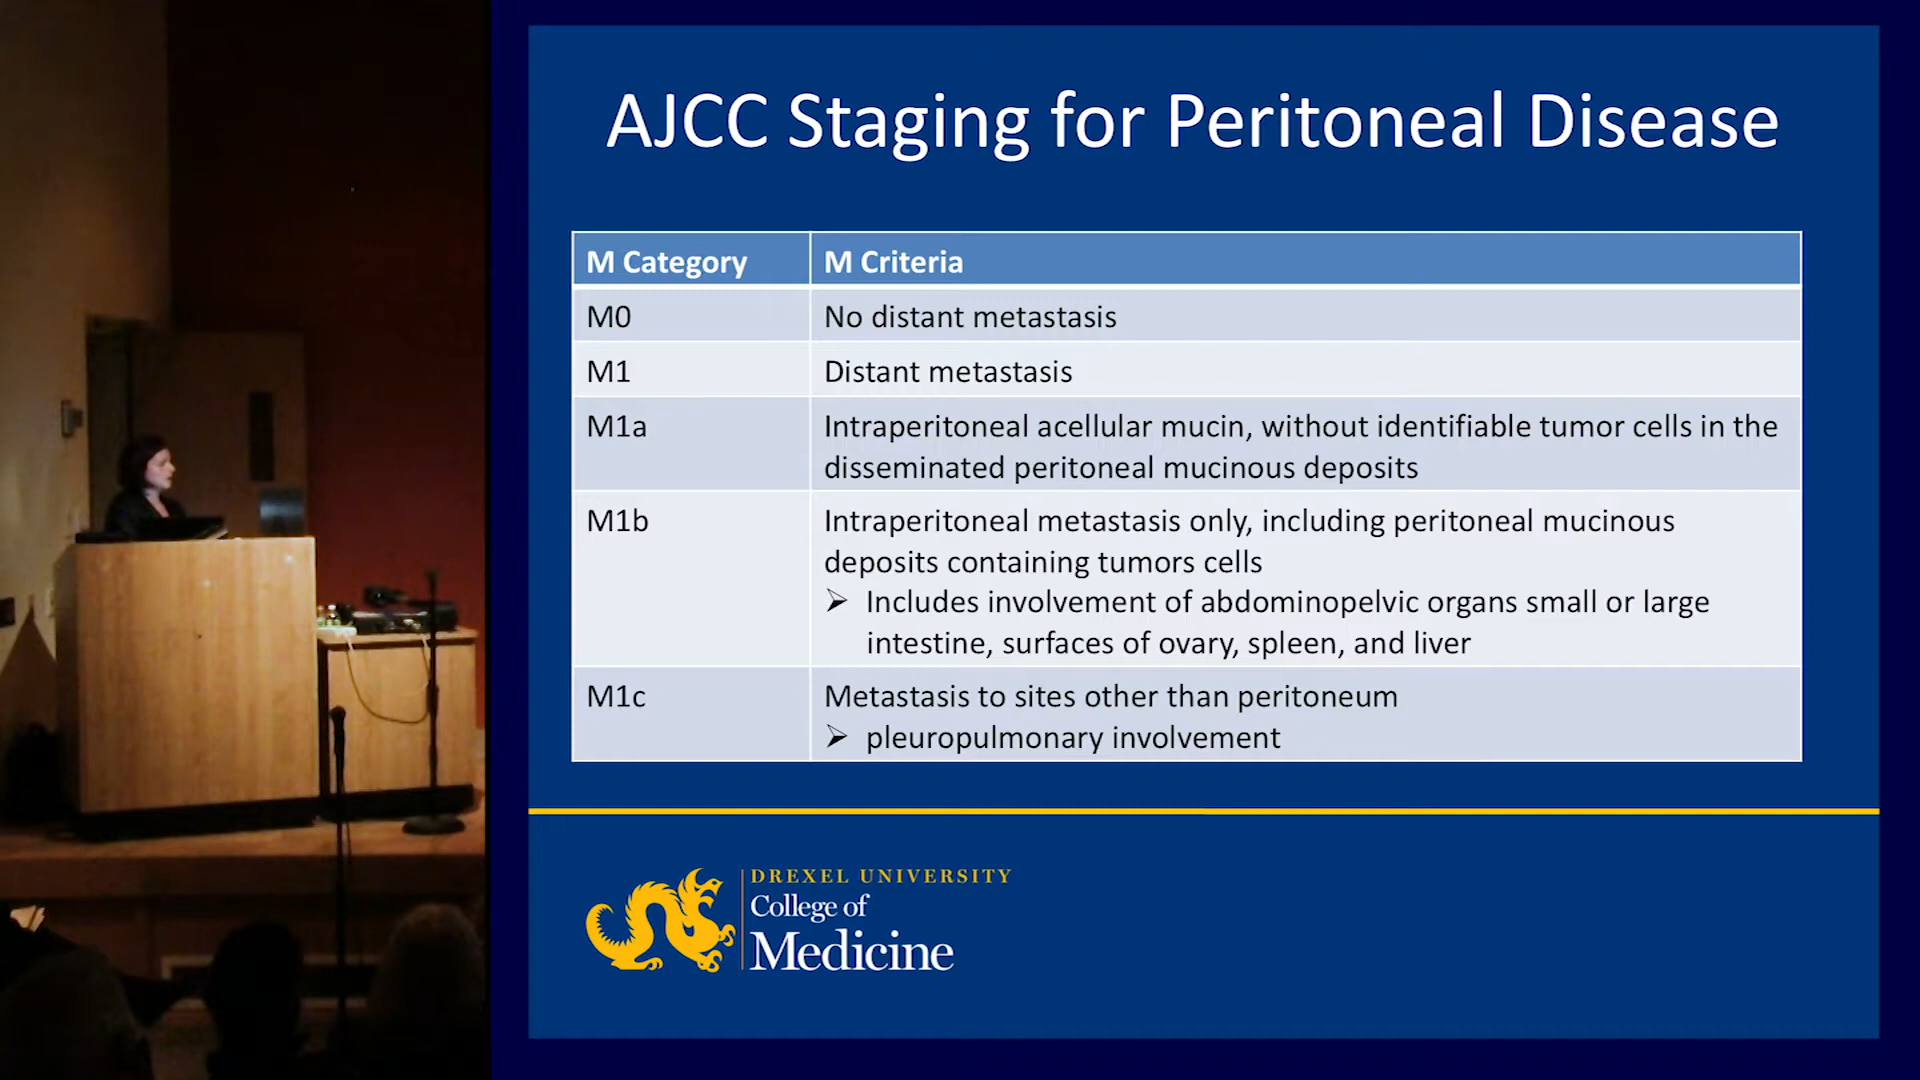 AJCC Staging for Peritoneal Disease
M Category M Criteria
M0 No distant metastasis
M1 Distant metastasis
M1a Intraperitoneal acellular mucin, without identifiable tumor cells in the
disseminated peritoneal mucinous deposits
M1b Intraperitoneal metastasis only, including peritoneal mucinous
deposits containing tumors cells
➢ Includes involvement of abdominopelvic organs small or large
intestine, surfaces of ovary, spleen, and liver
M1c Metastasis to sites other than peritoneum
➢ pleuropulmonary involvement
DREXEL UNIVERSITY
College of
Medicine